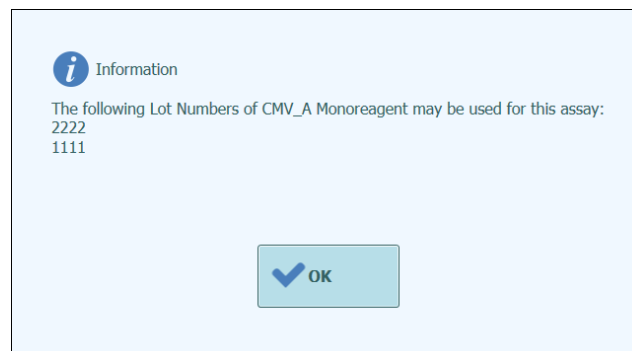 Information
The following Lot Numbers of CMV_A Monoreagent may be used for this assay:
2222
1111
OK